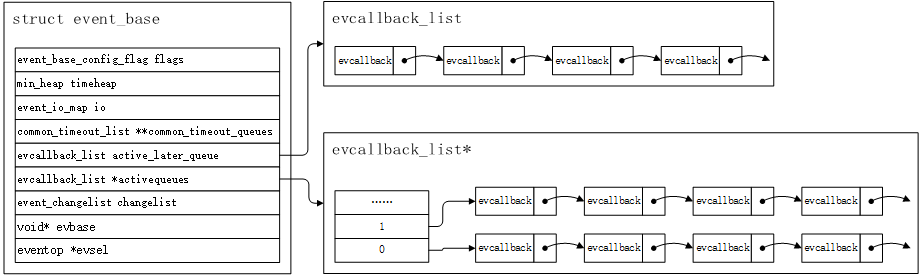 struct event_base
event_base_config_flag flags
min_heap timeheap
event_io_map io
common_timeout_list **common_timeout_queues
evcallback_list active_later_queue
evcallback_list *activequeues
event_changelist changelist
void* evbase
eventop *evsel
evcallback_list
evcallback evcallback evcallback evcallback
evcallback_list*
……
1
0
evcallback evcallback evcallback evcallback
evcallback evcallback evcallback evcallback